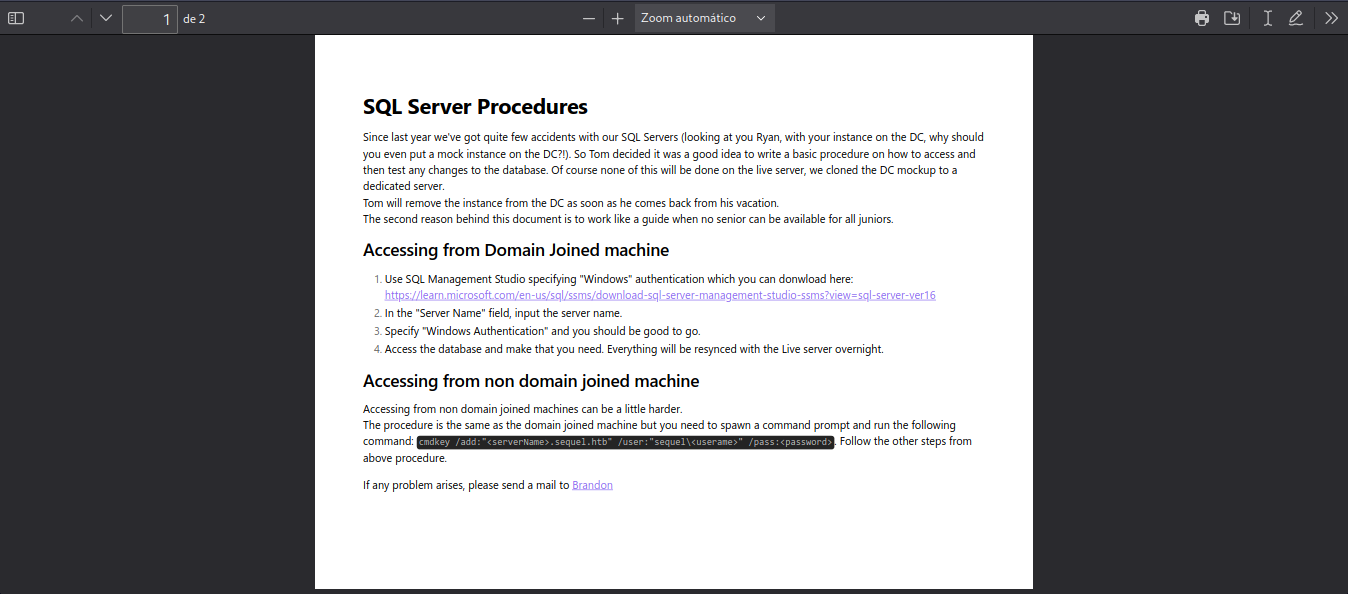 1 de 2 Zoom automático
SQL Server Procedures
Since last year we've got quite few accidents with our SQL Servers (looking at you Ryan, with your instance on the DC, why should
you even put a mock instance on the DC?!). So Tom decided it was a good idea to write a basic procedure on how to access and
then test any changes to the database. Of course none of this will be done on the live server, we cloned the DC mockup to a
dedicated server.
Tom will remove the instance from the DC as soon as he comes back from his vacation.
The second reason behind this document is to work like a guide when no senior can be available for all juniors.
Accessing from Domain Joined machine
1. Use SQL Management Studio specifying "Windows" authentication which you can donwload here:
https://learn.microsoft.com/en-us/sql/ssms/download-sql-server-management-studio-ssms?view=sql-server-ver16
2. In the "Server Name" field, input the server name.
3. Specify "Windows Authentication" and you should be good to go.
4. Access the database and make that you need. Everything will be resynced with the Live server overnight.
Accessing from non domain joined machine
Accessing from non domain joined machines can be a little harder.
The procedure is the same as the domain joined machine but you need to spawn a command prompt and run the following
command: cmdkey /add:"<serverName>.sequel.htb" /user:"sequel\<userame>" /pass:<password>. Follow the other steps from
above procedure.
If any problem arises, please send a mail to Brandon